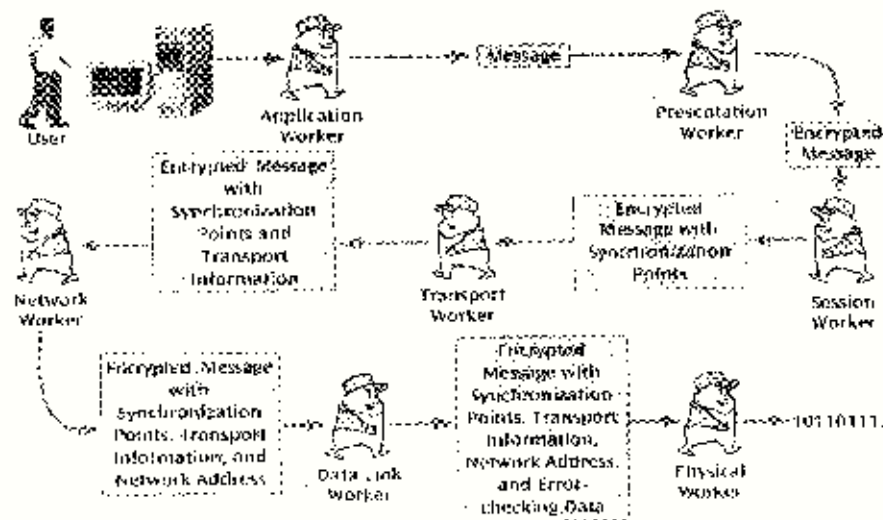 Message
User
Application
Worker
Presentation
Worker
Encrypted
Message
Encrypted Message
with
Synchronization
Points and
Transport
Information
Encrypted
Message with
Synchronization
Points
Network
Worker
Transport
Worker
Session
Worker
Encrypted Message
with
Synchronization
Points, Transport
Information, and
Network Address
Data Link
Worker
Encrypted
Message with
Synchronization
Points, Transport
Information,
Network Address,
and Error-
checking Data
Physical
Worker
10110111.